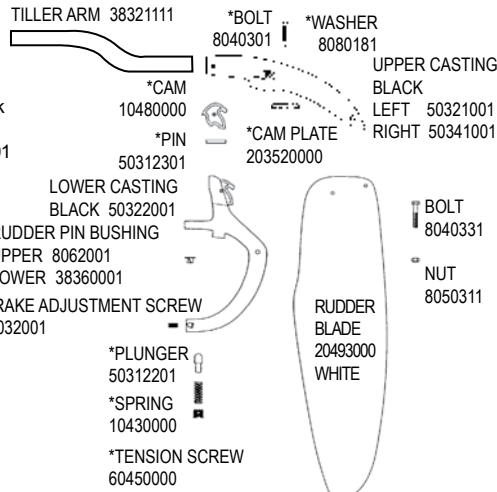 TILLER ARM 38321111
*BOLT
8040301
*WASHER
8080181
UPPER CASTING
BLACK
LEFT 50321001
RIGHT 50341001
*CAM
10480000
*PIN
50312301
*CAM PLATE
203520000
LOWER CASTING
BLACK 50322001
RUDDER PIN BUSHING
UPPER 8062001
LOWER 38360001
RAKE ADJUSTMENT SCREW
032001
*PLUNGER
50312201
*SPRING
10430000
*TENSION SCREW
60450000
BOLT
8040331
NUT
8050311
RUDDER
BLADE
20493000
WHITE